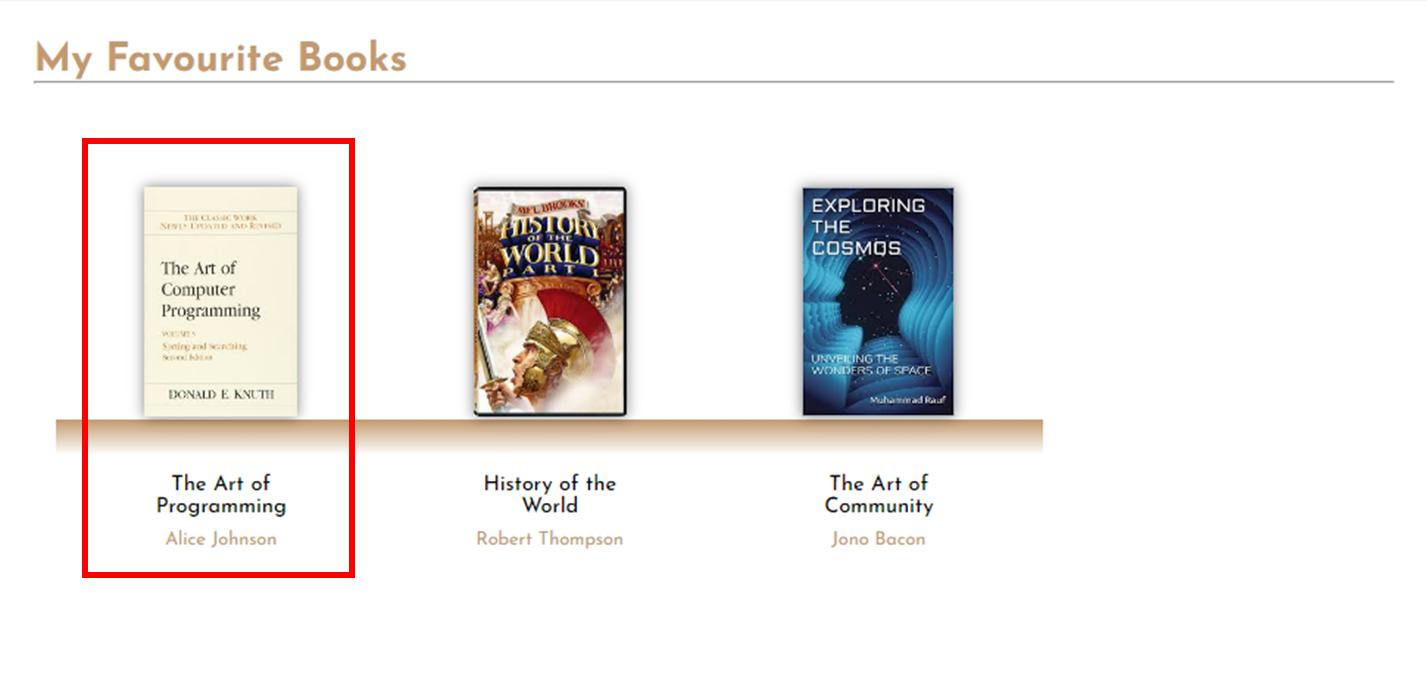 My Favourite Books
THE CLASSIC WORK
NEWLY UPDATED AND REVISED
The Art of
Computer
Programming
Sorting and Searching
Second Edition
DONALD E. KNUTH
MEL BROOKS'
HISTORY
OF THE
WORLD
PART I
EXPLORING
THE
COSMOS
UNVEILING THE
WONDERS OF SPACE
Muhammad Rauf
The Art of
Programming
Alice Johnson
History of the
World
Robert Thompson
The Art of
Community
Jono Bacon